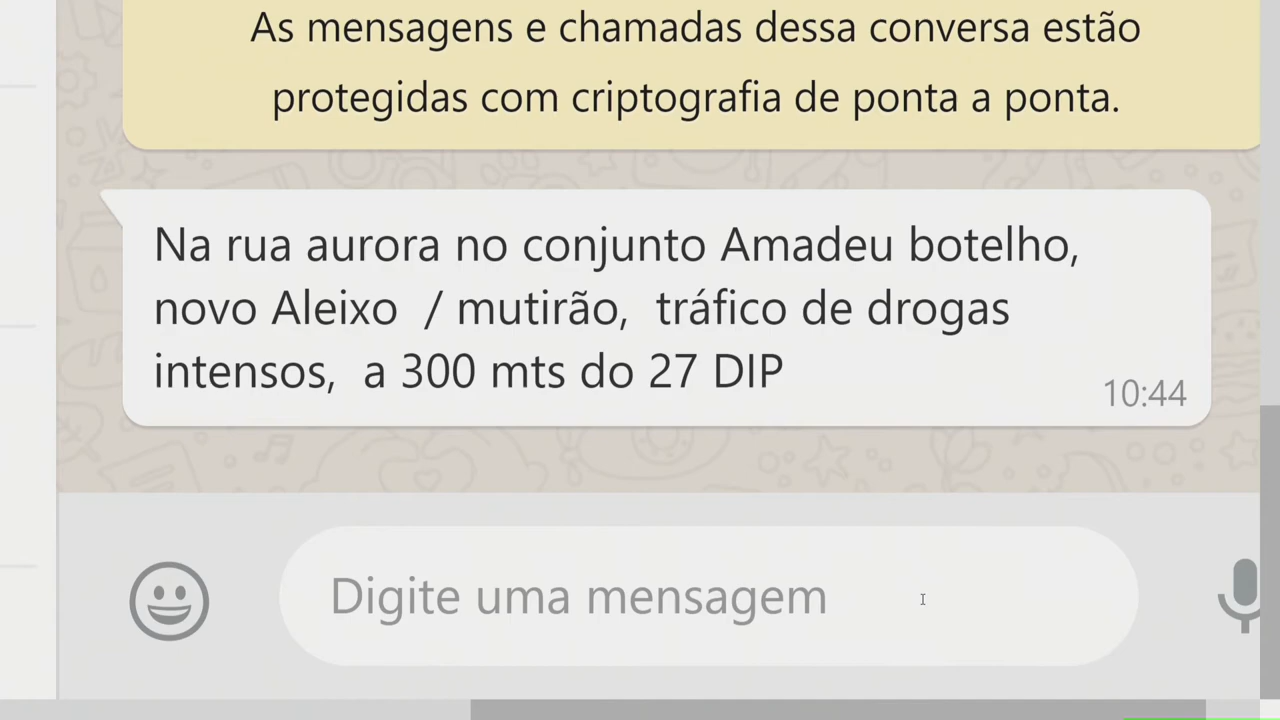 As mensagens e chamadas dessa conversa estão
protegidas com criptografia de ponta a ponta.
Na rua aurora no conjunto Amadeu botelho,
novo Aleixo / mutirão, tráfico de drogas
intensos, a 300 mts do 27 DIP
10:44
Digite uma mensagem